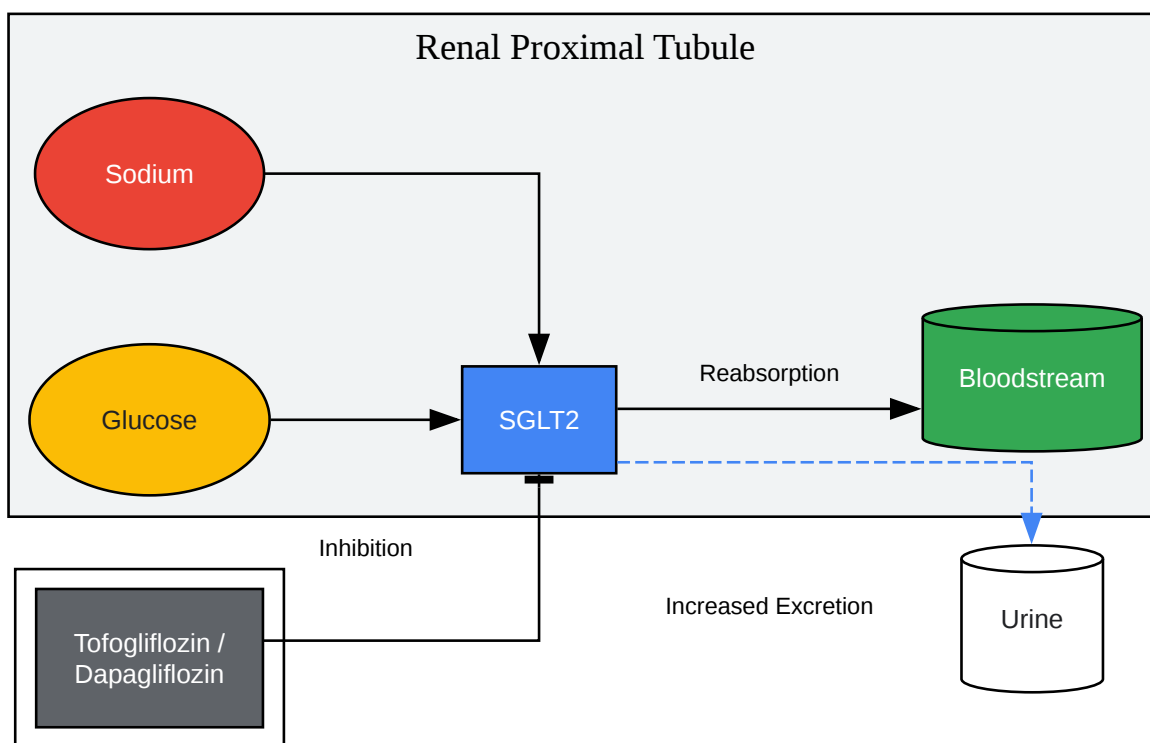 Renal Proximal Tubule
Sodium
Glucose
SGLT2
Reabsorption
Bloodstream
Inhibition
Increased Excretion
Urine
Tofogliflozin /
Dapagliflozin